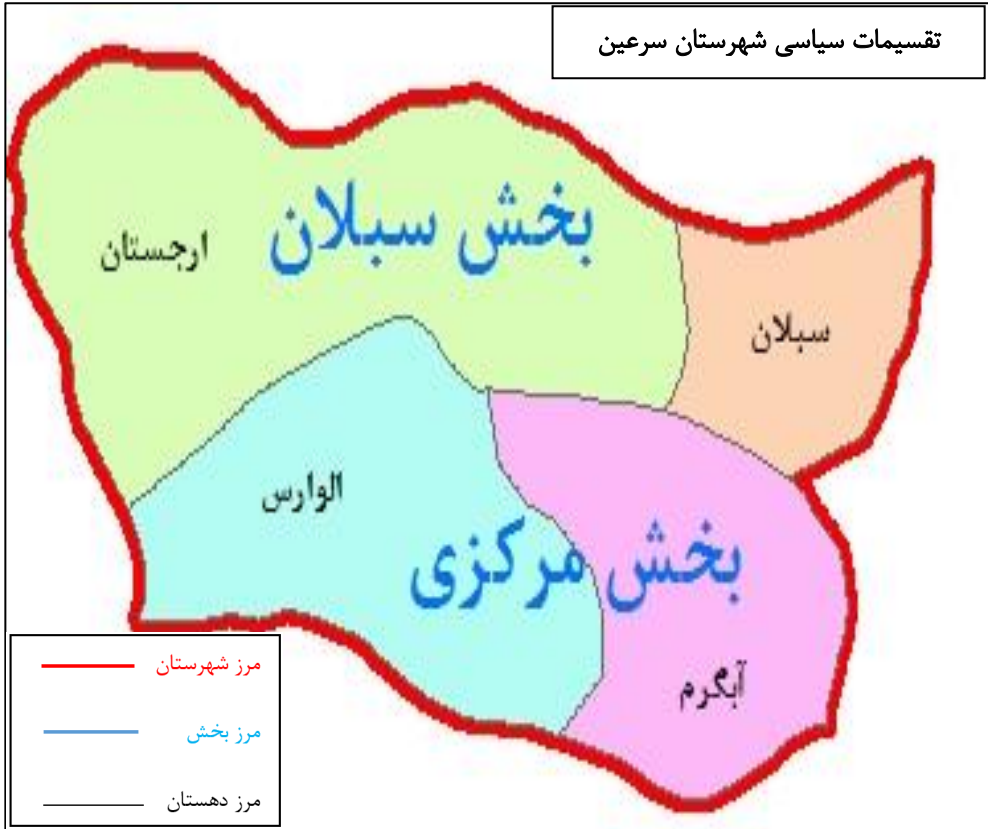 تقسیمات سیاسی شهرستان سرعین
بخش سبلان
ارجستان
سبلان
الوارس
بخش مرکزی
آبگرم
مرز شهرستان
مرز بخش
مرز دهستان